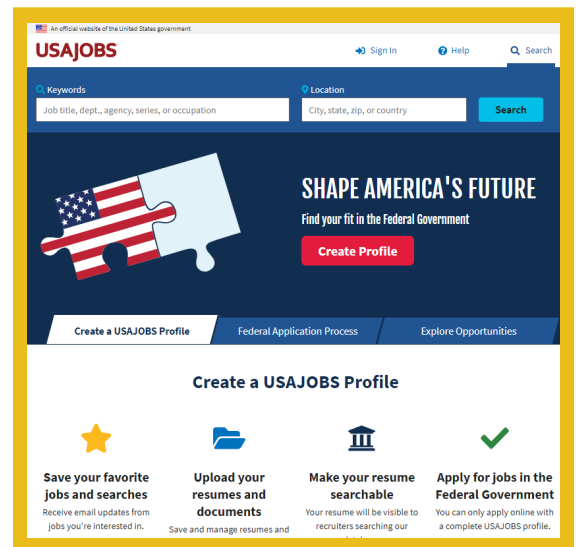 An official website of the United States government
USAJOBS
Sign In
Help
Search
Keywords
Location
Job title, dept., agency, series, or occupation
City, state, zip, or country
Search
SHAPE AMERICA'S FUTURE
Find your fit in the Federal Government
Create Profile
Create a USAJOBS Profile
Federal Application Process
Explore Opportunities
Create a USAJOBS Profile
Save your favorite
jobs and searches
Receive email updates from
jobs you're interested in.
Upload your
resumes and
documents
Save and manage resumes and
Make your resume
searchable
Your resume will be visible to
recruiters searching our
Apply for jobs in the
Federal Government
You can only apply online with
a complete USAJOBS profile.